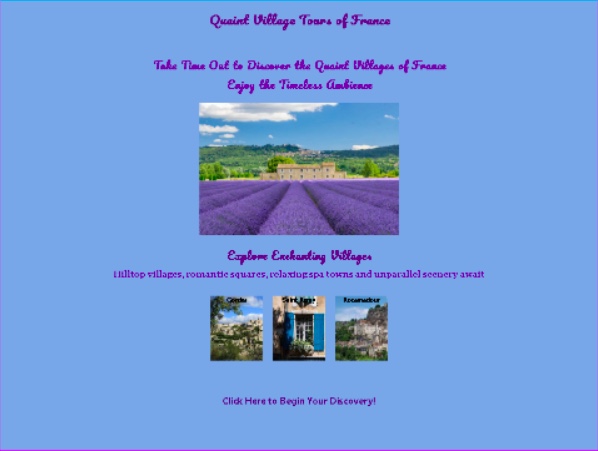 Quaint Village Tours of France
Take Time Out to Discover the Quaint Villages of France
Enjoy the Timeless Ambience
Explore Enchanting Villages
Hilltop villages, romantic squares, relaxing spa towns and unparallel scenery await
Gordes
Rocamadour
Click Here to Begin Your Discovery!